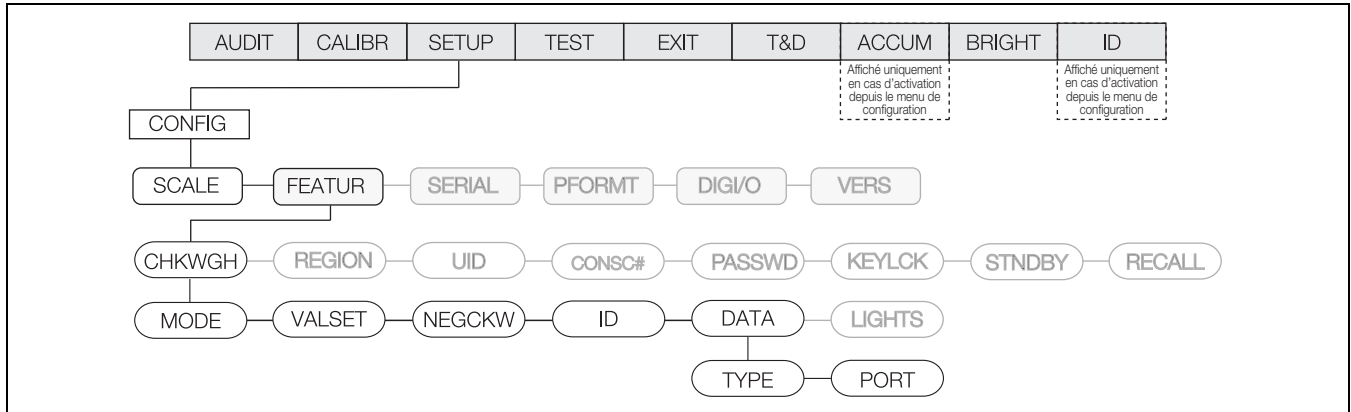 AUDIT CALIBR SETUP TEST EXIT T&D ACCUM BRIGHT ID
Affiché uniquement
en cas d'activation
depuis le menu de
configuration
Affiché uniquement
en cas d'activation
depuis le menu de
configuration
CONFIG
SCALE FEATUR SERIAL PFORMT DIGI/O VERS
CHKWGH REGION UID CONSC# PASSWD KEYLCK STNDBY RECALL
MODE VALSET NEGCKW ID DATA LIGHTS
TYPE PORT